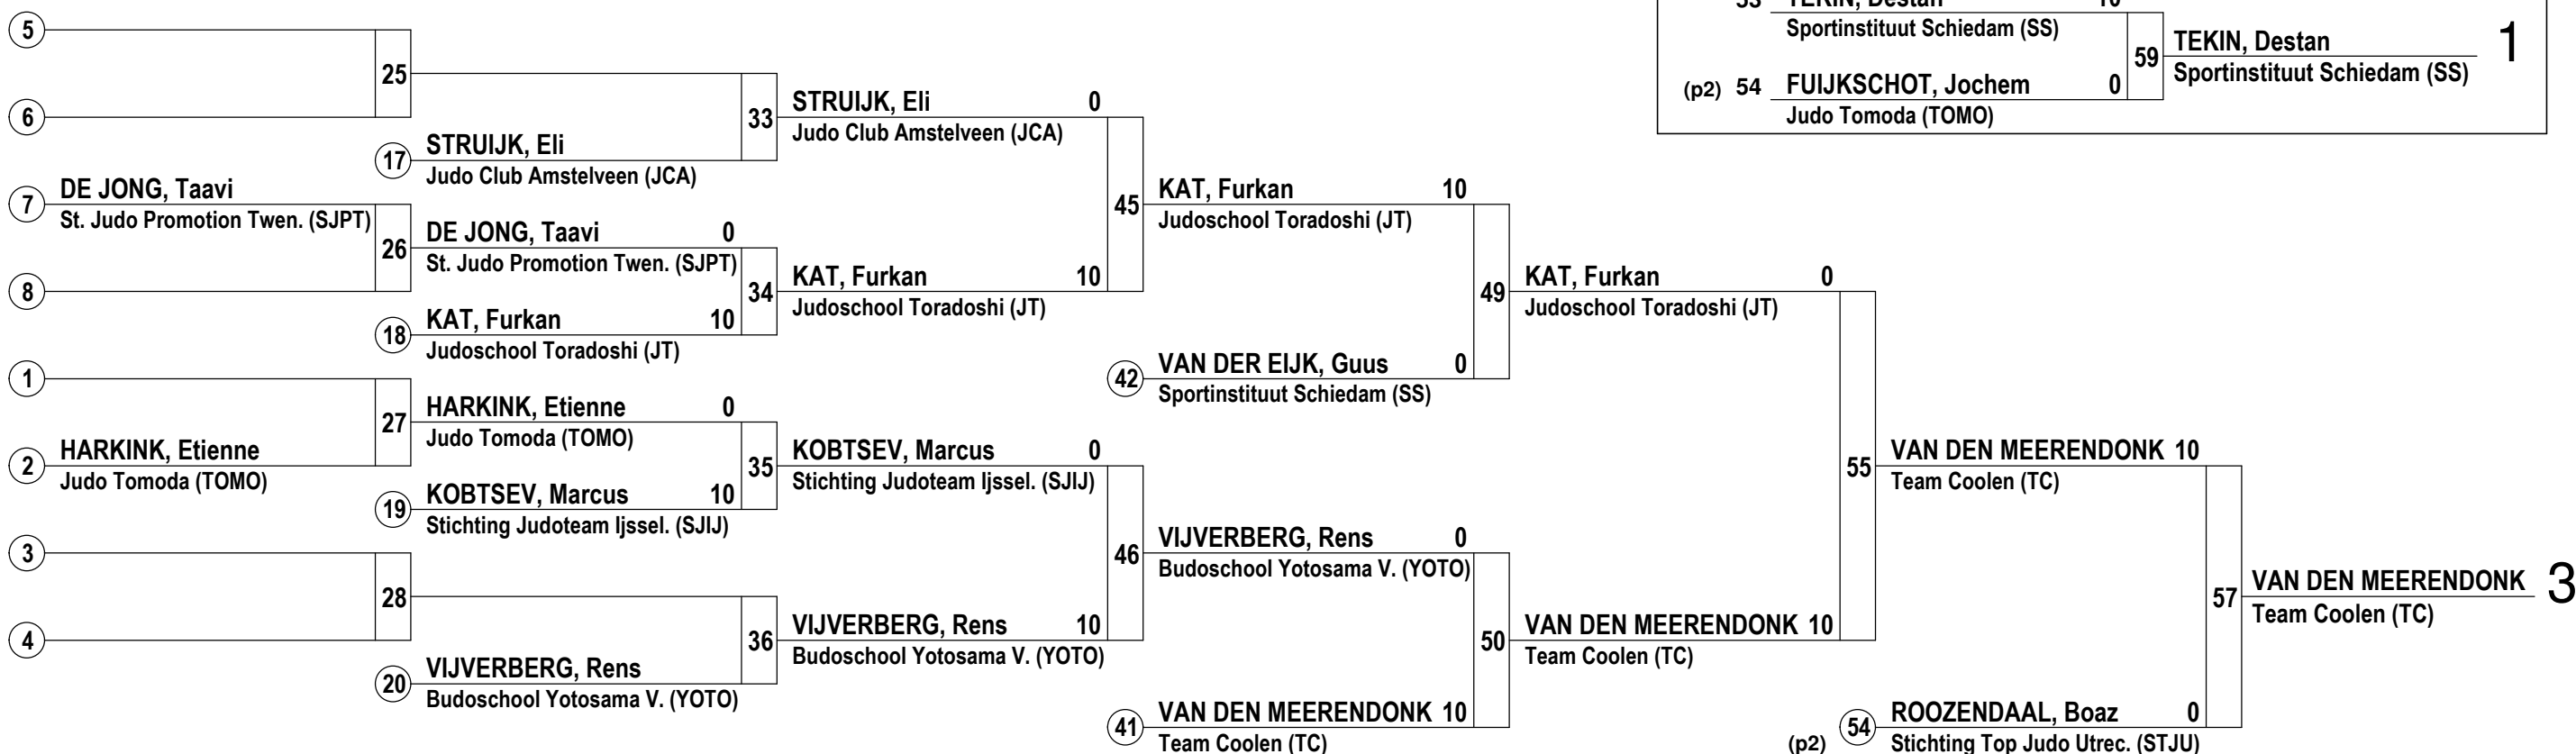 53 TEKIN, Destan 10
Sportinstituut Schiedam (SS)
59
TEKIN, Destan
Sportinstituut Schiedam (SS)
1
(p2) 54 FUIJKSCHOT, Jochem 0
Judo Tomoda (TOMO)
5
25
6
33
STRUIJK, Eli 0
Judo Club Amstelveen (JCA)
17 STRUIJK, Eli
Judo Club Amstelveen (JCA)
7 DE JONG, Taavi
St. Judo Promotion Twen. (SJPT)
26
DE JONG, Taavi 0
St. Judo Promotion Twen. (SJPT)
8
34
KAT, Furkan 10
Judoschool Toradoshi (JT)
18 KAT, Furkan 10
Judoschool Toradoshi (JT)
45
KAT, Furkan 10
Judoschool Toradoshi (JT)
49
KAT, Furkan 0
Judoschool Toradoshi (JT)
42 VAN DER EIJK, Guus 0
Sportinstituut Schiedam (SS)
1
27
HARKINK, Etienne 0
Judo Tomoda (TOMO)
2 HARKINK, Etienne
Judo Tomoda (TOMO)
35
KOBTSEV, Marcus 0
Stichting Judoteam Ijssel. (SJIJ)
19 KOBTSEV, Marcus 10
Stichting Judoteam Ijssel. (SJIJ)
55
VAN DEN MEERENDONK 10
Team Coolen (TC)
3
28
4
46
VIJVERBERG, Rens 0
Budoschool Yotosama V. (YOTO)
36
VIJVERBERG, Rens 10
Budoschool Yotosama V. (YOTO)
20 VIJVERBERG, Rens
Budoschool Yotosama V. (YOTO)
50
VAN DEN MEERENDONK 10
Team Coolen (TC)
41 VAN DEN MEERENDONK 10
Team Coolen (TC)
57
VAN DEN MEERENDONK
Team Coolen (TC)
3
(p2) 54 ROOZENDAAL, Boaz 0
Stichting Top Judo Utrec. (STJU)